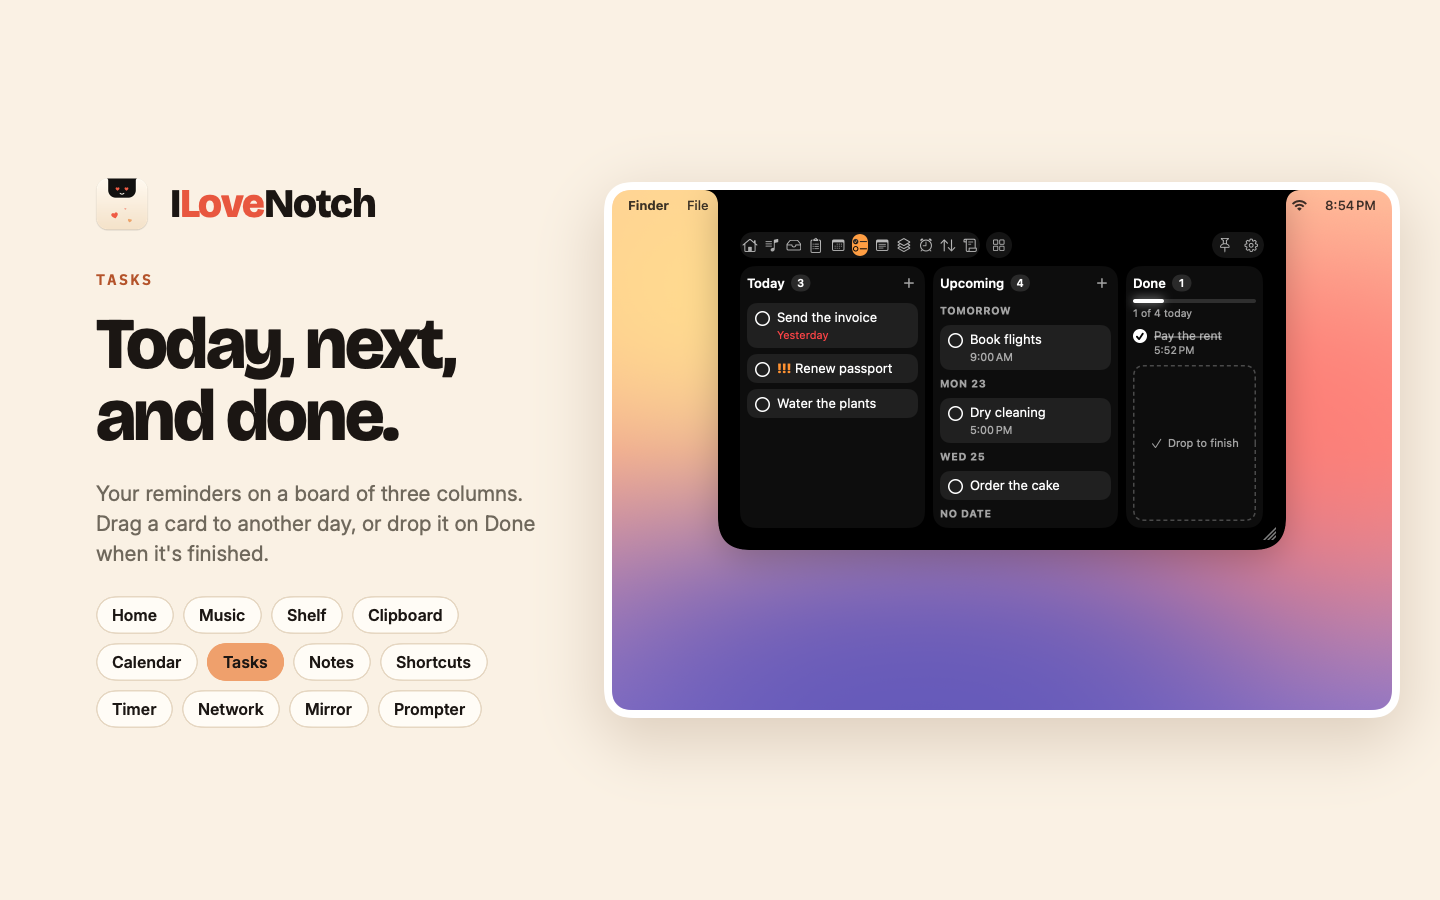 ILoveNotch
TASKS
Today, next,
and done.
Your reminders on a board of three columns.
Drag a card to another day, or drop it on Done
when it's finished.
Home
Music
Shelf
Clipboard
Calendar
Tasks
Notes
Shortcuts
Timer
Network
Mirror
Prompter
Finder
File
8:54 PM
Today
3
Send the invoice
Yesterday
!!! Renew passport
Water the plants
Upcoming
4
TOMORROW
Book flights
9:00 AM
MON 23
Dry cleaning
5:00 PM
WED 25
Order the cake
NO DATE
Done
1
1 of 4 today
Pay the rent
5:52 PM
Drop to finish